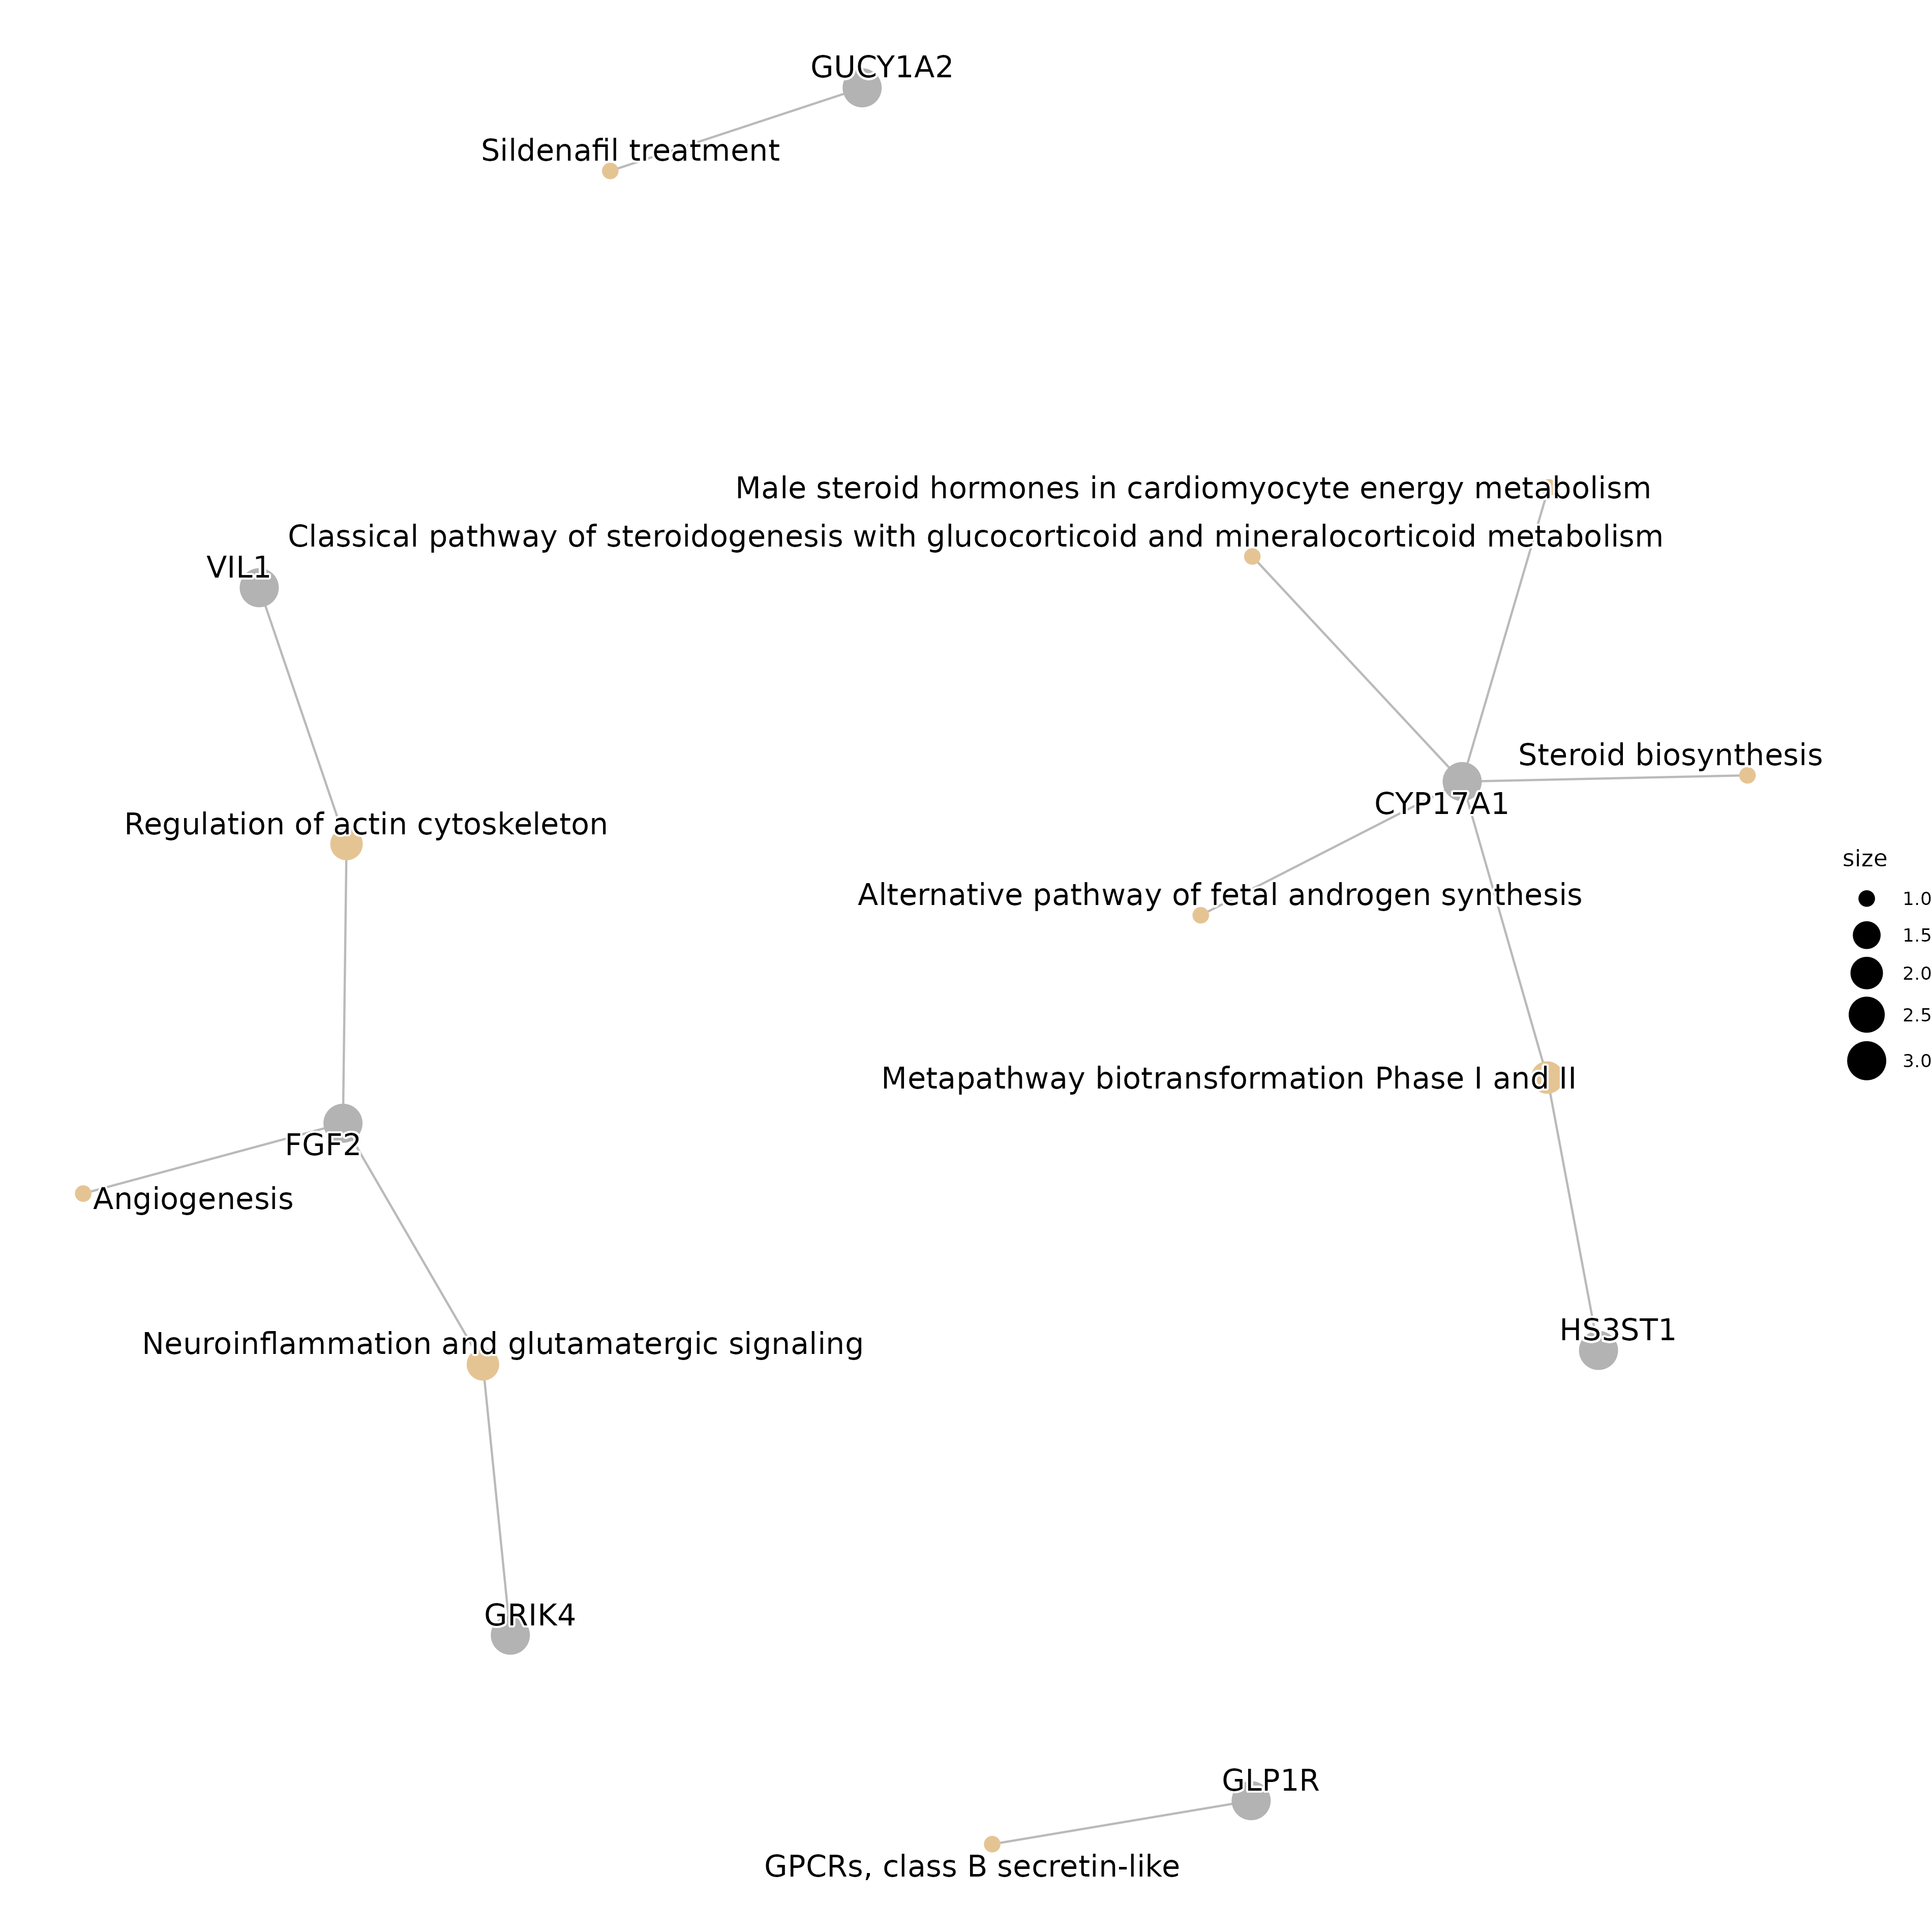 GUCY1A2
Sildenafil treatment
Male steroid hormones in cardiomyocyte energy metabolism
Classical pathway of steroidogenesis with glucocorticoid and mineralocorticoid metabolism
VIL1
Steroid biosynthesis
CYP17A1
Regulation of actin cytoskeleton
size
Alternative pathway of fetal androgen synthesis
1.0
1.5
2.0
2.5
3.0
Metapathway biotransformation Phase I and II
FGF2
Angiogenesis
HS3ST1
Neuroinflammation and glutamatergic signaling
GRIK4
GLP1R
GPCRs, class B secretin-like